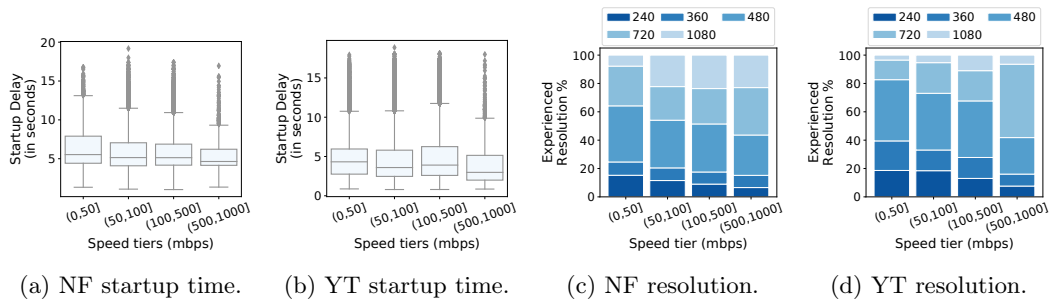 20
15
10
5
Startup Delay
(in seconds)
(0,50]
(50,100]
(100,500]
(500,1000]
Speed tiers (mbps)
(a) NF startup time.
15
10
5
0
Startup Delay
(in seconds)
(0,50]
(50,100]
(100,500]
(500,1000]
Speed tiers (mbps)
(b) YT startup time.
240 360 480
720 1080
100
80
60
40
20
0
Experienced
Resolution %
(0,50]
(50,100]
(100,500]
(500,1000]
Speed tier (mbps)
(c) NF resolution.
240 360 480
720 1080
100
80
60
40
20
0
Experienced
Resolution %
(0,50]
(50,100]
(100,500]
(500,1000]
Speed tier (mbps)
(d) YT resolution.